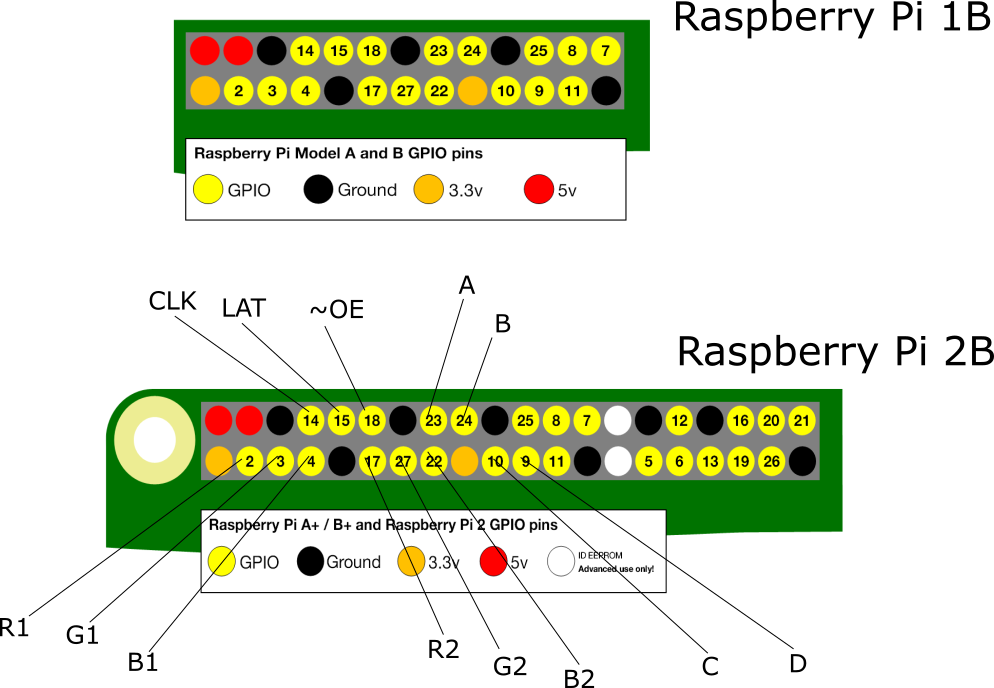 Raspberry Pi 1B
14 15 18 23 24 25 8 7
2 3 4 17 27 22 10 9 11
Raspberry Pi Model A and B GPIO pins
GPIO Ground 3.3v 5v
A
CLK LAT ~OE
B
Raspberry Pi 2B
14 15 18 23 24 25 8 7 12 16 20 21
2 3 4 17 27 22 10 9 11 5 6 13 19 26
Raspberry Pi A+ / B+ and Raspberry Pi 2 GPIO pins
GPIO Ground 3.3v 5v ID EEPROM
Advanced use only!
R1 G1 B1 R2 G2 B2 C D